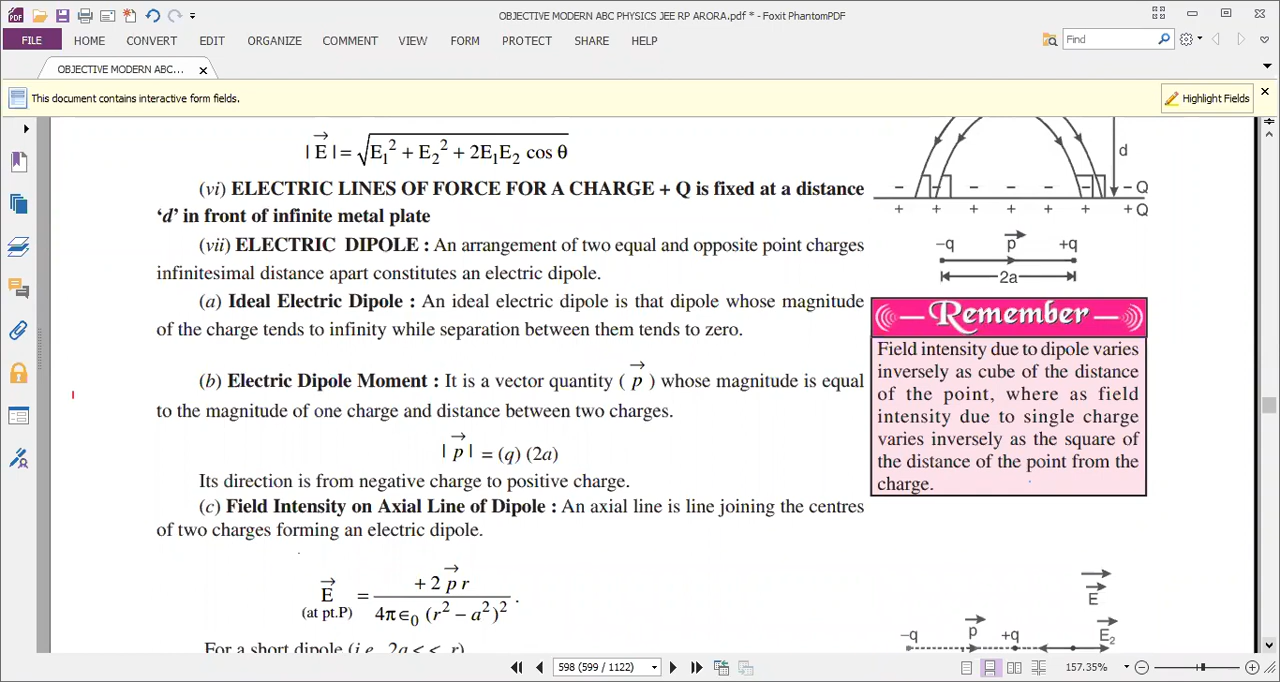 OBJECTIVE MODERN ABC PHYSICS JEE RP ARORA.pdf * - Foxit PhantomPDF
FILE HOME CONVERT EDIT ORGANIZE COMMENT VIEW FORM PROTECT SHARE HELP Find
OBJECTIVE MODERN ABC...
This document contains interactive form fields. Highlight Fields
| E⃗ | = √(E₁² + E₂² + 2E₁E₂ cos θ)
(vi) ELECTRIC LINES OF FORCE FOR A CHARGE + Q is fixed at a distance
‘d’ in front of infinite metal plate
(vii) ELECTRIC DIPOLE : An arrangement of two equal and opposite point charges
infinitesimal distance apart constitutes an electric dipole.
(a) Ideal Electric Dipole : An ideal electric dipole is that dipole whose magnitude
of the charge tends to infinity while separation between them tends to zero.
(b) Electric Dipole Moment : It is a vector quantity ( p⃗ ) whose magnitude is equal
to the magnitude of one charge and distance between two charges.
| p⃗ | = (q) (2a)
Its direction is from negative charge to positive charge.
(c) Field Intensity on Axial Line of Dipole : An axial line is line joining the centres
of two charges forming an electric dipole.
E⃗ (at pt.P) = + 2 p⃗ r / 4π∈₀ (r² – a²)² .
For a short dipole (i.e. 2a < < r)
d
– – – – – – – Q
+ + + + + + Q
–q p⃗ +q
2a
Remember
Field intensity due to dipole varies
inversely as cube of the distance
of the point, where as field
intensity due to single charge
varies inversely as the square of
the distance of the point from the
charge.
E⃗
–q p⃗ +q E⃗₂
598 (599 / 1122) 157.35%